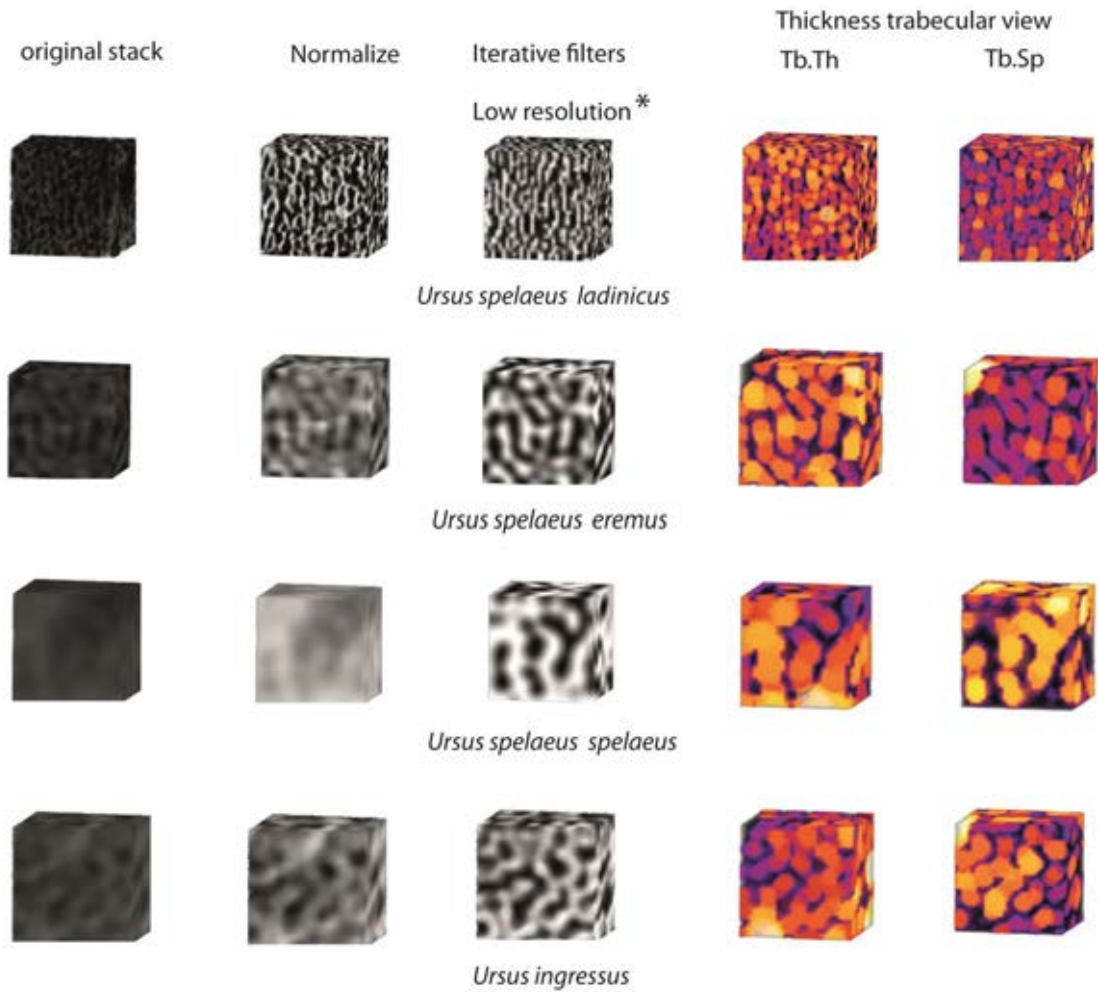 Thickness trabecular view
original stack Normalize Iterative filters Tb.Th Tb.Sp
Low resolution *
Ursus spelaeus ladinicus
Ursus spelaeus eremus
Ursus spelaeus spelaeus
Ursus ingressus